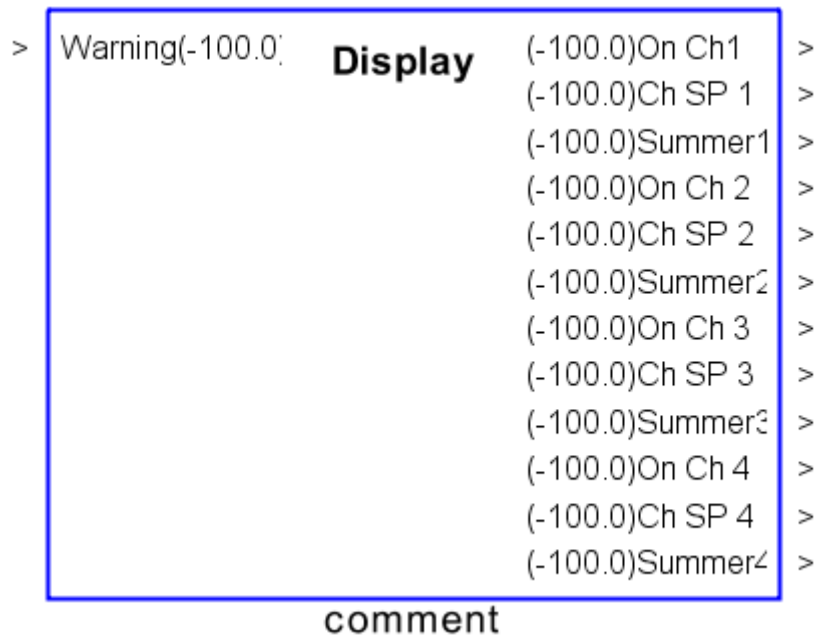 > Warning(-100.0) Display (-100.0)On Ch1 >
(-100.0)Ch SP 1 >
(-100.0)Summer1 >
(-100.0)On Ch 2 >
(-100.0)Ch SP 2 >
(-100.0)Summer2 >
(-100.0)On Ch 3 >
(-100.0)Ch SP 3 >
(-100.0)Summer3 >
(-100.0)On Ch 4 >
(-100.0)Ch SP 4 >
(-100.0)Summer4 >
comment